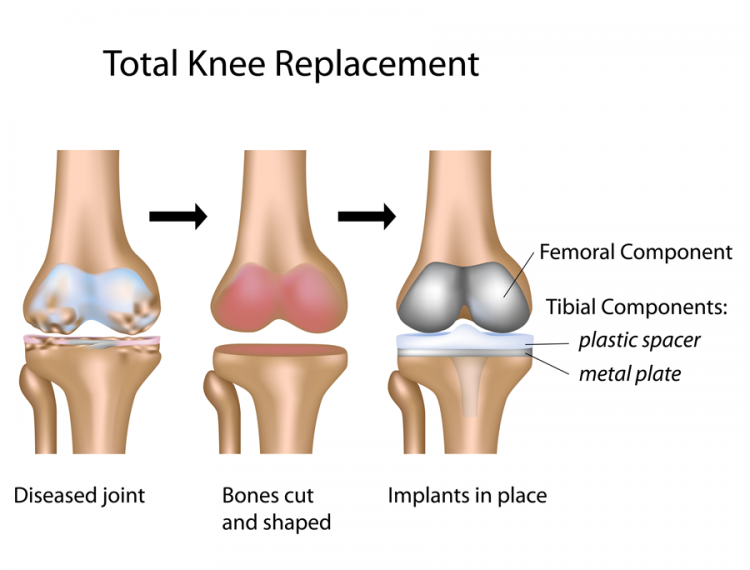 Total Knee Replacement
Femoral Component
Tibial Components:
plastic spacer
metal plate
Diseased joint
Bones cut
and shaped
Implants in place